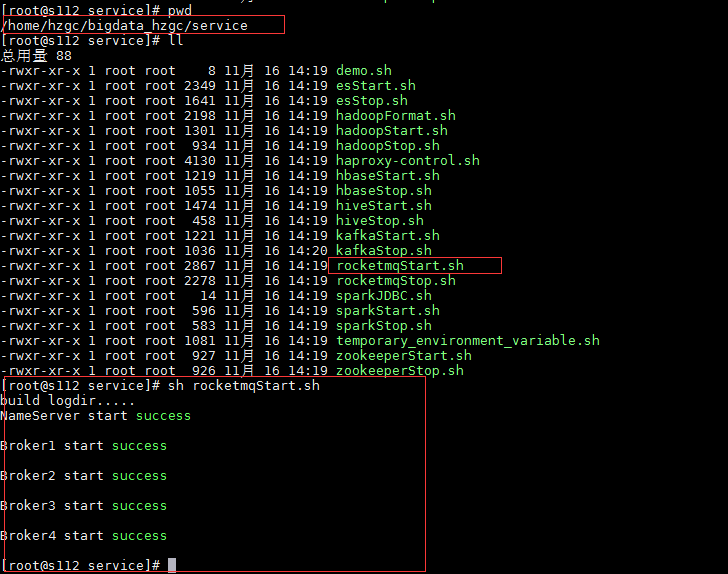 [root@s112 service]# pwd
/home/hzgc/bigdata_hzgc/service
[root@s112 service]# ll
总用量 88
-rwxr-xr-x 1 root root    8 11月 16 14:19 demo.sh
-rwxr-xr-x 1 root root 2349 11月 16 14:19 esStart.sh
-rwxr-xr-x 1 root root 1641 11月 16 14:19 esStop.sh
-rwxr-xr-x 1 root root 2198 11月 16 14:19 hadoopFormat.sh
-rwxr-xr-x 1 root root 1301 11月 16 14:19 hadoopStart.sh
-rwxr-xr-x 1 root root  934 11月 16 14:19 hadoopStop.sh
-rwxr-xr-x 1 root root 4130 11月 16 14:19 haproxy-control.sh
-rwxr-xr-x 1 root root 1219 11月 16 14:19 hbaseStart.sh
-rwxr-xr-x 1 root root 1055 11月 16 14:19 hbaseStop.sh
-rwxr-xr-x 1 root root 1474 11月 16 14:19 hiveStart.sh
-rwxr-xr-x 1 root root  458 11月 16 14:19 hiveStop.sh
-rwxr-xr-x 1 root root 1221 11月 16 14:19 kafkaStart.sh
-rwxr-xr-x 1 root root 1036 11月 16 14:20 kafkaStop.sh
-rwxr-xr-x 1 root root 2867 11月 16 14:19 rocketmqStart.sh
-rwxr-xr-x 1 root root 2278 11月 16 14:19 rocketmqStop.sh
-rwxr-xr-x 1 root root   14 11月 16 14:19 sparkJDBC.sh
-rwxr-xr-x 1 root root  596 11月 16 14:19 sparkStart.sh
-rwxr-xr-x 1 root root  583 11月 16 14:19 sparkStop.sh
-rwxr-xr-x 1 root root 1081 11月 16 14:19 temporary_environment_variable.sh
-rwxr-xr-x 1 root root  927 11月 16 14:19 zookeeperStart.sh
-rwxr-xr-x 1 root root  926 11月 16 14:19 zookeeperStop.sh
[root@s112 service]# sh rocketmqStart.sh
build logdir.....
NameServer start success
Broker1 start success
Broker2 start success
Broker3 start success
Broker4 start success
[root@s112 service]#